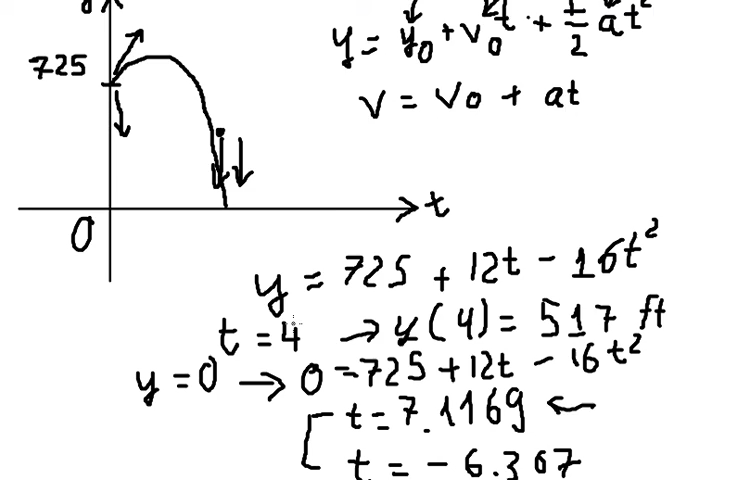 y = y₀ + v₀t + 1/2 at²
725
v = v₀ + at
t
0
y = 725 + 12t - 16t²
t = 4 → y(4) = 517 ft
y = 0 → 0 = 725 + 12t - 16t²
t = 7.1169 ←
t = - 6.367